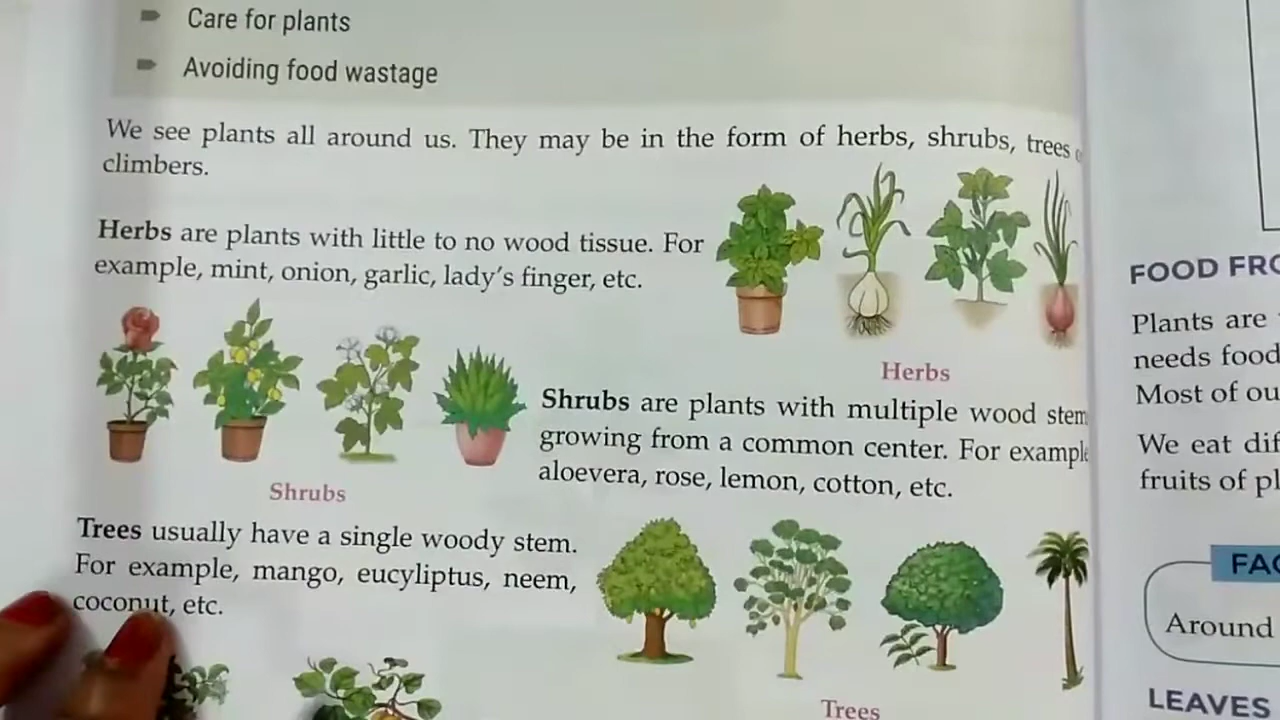 Care for plants
Avoiding food wastage
We see plants all around us. They may be in the form of herbs, shrubs, trees
climbers.
Herbs are plants with little to no wood tissue. For
example, mint, onion, garlic, lady's finger, etc.
Herbs
Shrubs are plants with multiple wood stem
growing from a common center. For example
aloevera, rose, lemon, cotton, etc.
Shrubs
Trees usually have a single woody stem.
For example, mango, eucyliptus, neem,
coconut, etc.
Trees
FOOD FRO
Plants are
needs food
Most of ou
We eat dif
fruits of pl
FAC
Around
LEAVES